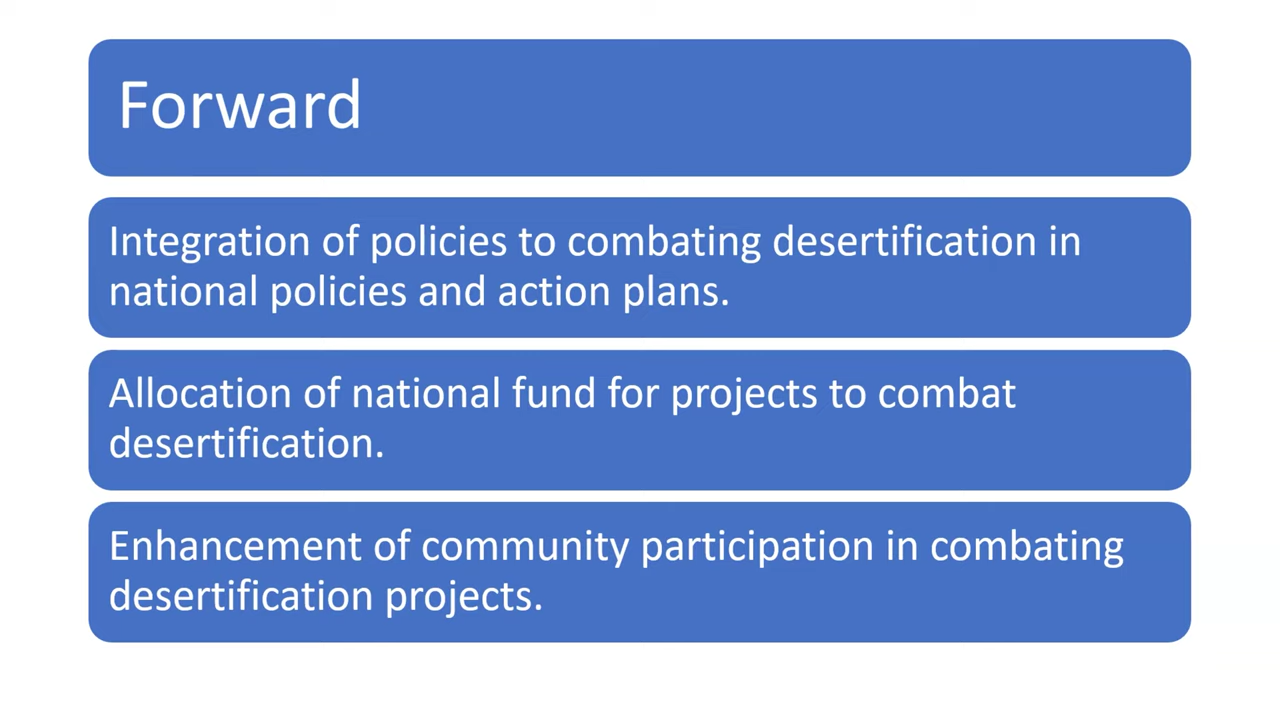 Forward
Integration of policies to combating desertification in
national policies and action plans.
Allocation of national fund for projects to combat
desertification.
Enhancement of community participation in combating
desertification projects.